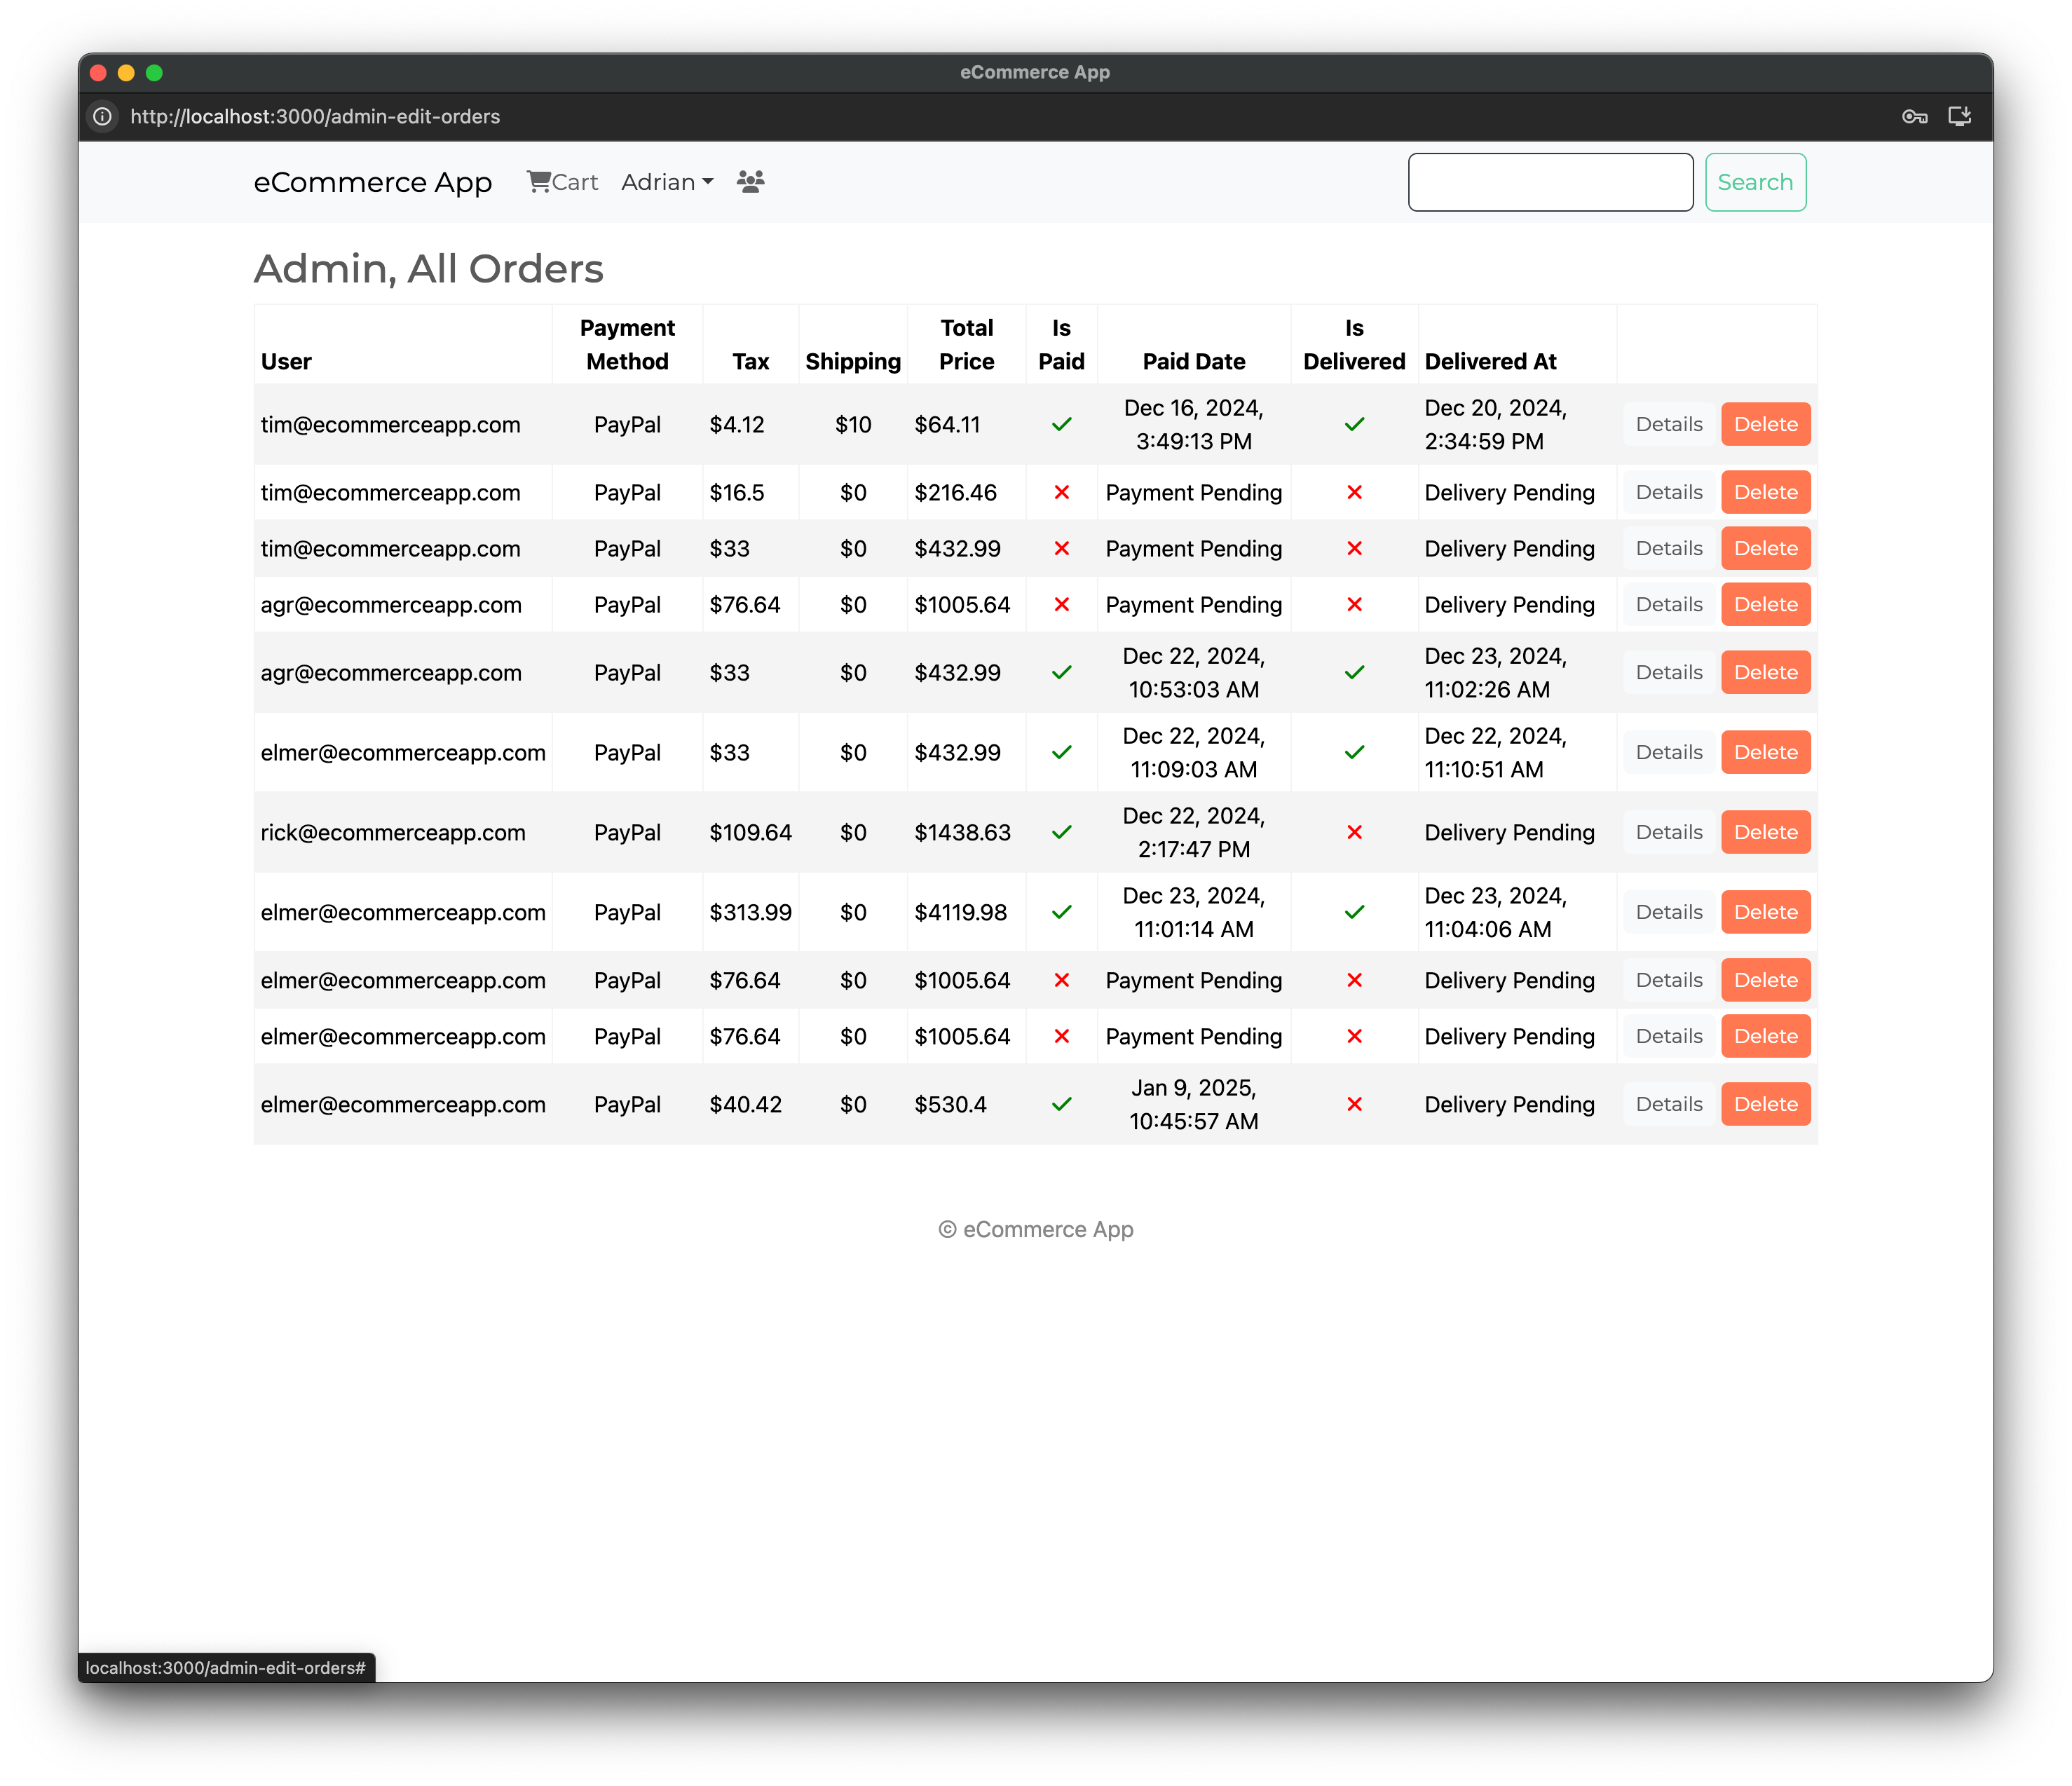 eCommerce App
http://localhost:3000/admin-edit-orders
eCommerce App Cart Adrian Search
Admin, All Orders
User Payment Method Tax Shipping Total Price Is Paid Paid Date Is Delivered Delivered At
tim@ecommerceapp.com PayPal $4.12 $10 $64.11 Dec 16, 2024, 3:49:13 PM Dec 20, 2024, 2:34:59 PM Details Delete
tim@ecommerceapp.com PayPal $16.5 $0 $216.46 Payment Pending Delivery Pending Details Delete
tim@ecommerceapp.com PayPal $33 $0 $432.99 Payment Pending Delivery Pending Details Delete
agr@ecommerceapp.com PayPal $76.64 $0 $1005.64 Payment Pending Delivery Pending Details Delete
agr@ecommerceapp.com PayPal $33 $0 $432.99 Dec 22, 2024, 10:53:03 AM Dec 23, 2024, 11:02:26 AM Details Delete
elmer@ecommerceapp.com PayPal $33 $0 $432.99 Dec 22, 2024, 11:09:03 AM Dec 22, 2024, 11:10:51 AM Details Delete
rick@ecommerceapp.com PayPal $109.64 $0 $1438.63 Dec 22, 2024, 2:17:47 PM Delivery Pending Details Delete
elmer@ecommerceapp.com PayPal $313.99 $0 $4119.98 Dec 23, 2024, 11:01:14 AM Dec 23, 2024, 11:04:06 AM Details Delete
elmer@ecommerceapp.com PayPal $76.64 $0 $1005.64 Payment Pending Delivery Pending Details Delete
elmer@ecommerceapp.com PayPal $76.64 $0 $1005.64 Payment Pending Delivery Pending Details Delete
elmer@ecommerceapp.com PayPal $40.42 $0 $530.4 Jan 9, 2025, 10:45:57 AM Delivery Pending Details Delete
© eCommerce App
localhost:3000/admin-edit-orders#